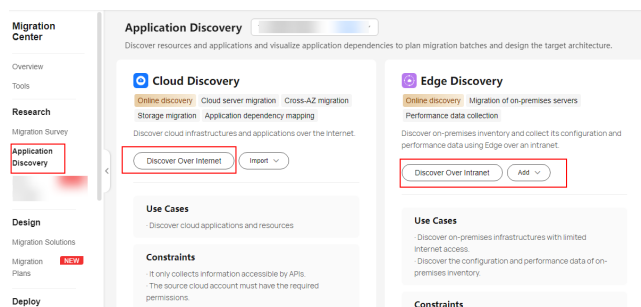 Migration
Center
Overview
Tools
Research
Migration Survey
Application
Discovery
Design
Migration Solutions
Migration
Plans
NEW
Deploy
Application Discovery
Discover resources and applications and visualize application dependencies to plan migration batches and design the target architecture.
Cloud Discovery
Online discovery Cloud server migration Cross-AZ migration
Storage migration Application dependency mapping
Discover cloud infrastructures and applications over the Internet.
Discover Over Internet Import
Use Cases
· Discover cloud applications and resources
Constraints
· It only collects information accessible by APIs.
· The source cloud account must have the required
permissions.
Edge Discovery
Online discovery Migration of on-premises servers
Performance data collection
Discover on-premises inventory and collect its configuration and
performance data using Edge over an intranet.
Discover Over Intranet Add
Use Cases
· Discover on-premises infrastructures with limited
internet access.
· Discover the configuration and performance data of on-
premises inventory
Constraints